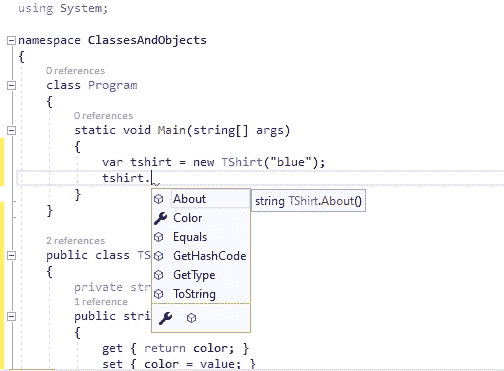 using System;
namespace ClassesAndObjects
{
0 references
class Program
{
0 references
static void Main(string[] args)
{
var tshirt = new TShirt("blue");
tshirt.
}
}
About
string TShirt.About()
Color
Equals
GetHashCode
GetType
ToString
2 references
public class TS
{
private str
1 reference
public strin
{
get { return color; }
set { color = value; }